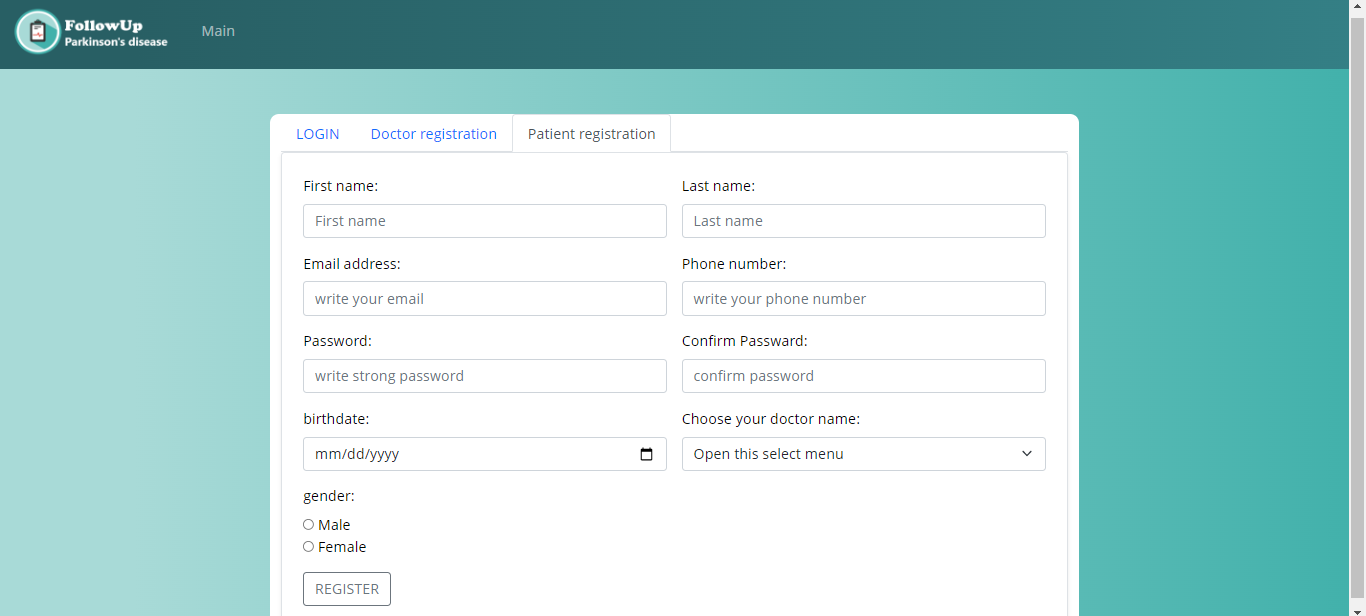 FollowUp
Parkinson's disease
Main
LOGIN
Doctor registration
Patient registration
First name:
Last name:
First name
Last name
Email address:
Phone number:
write your email
write your phone number
Password:
Confirm Passward:
write strong password
confirm password
birthdate:
Choose your doctor name:
mm/dd/yyyy
Open this select menu
gender:
Male
Female
REGISTER